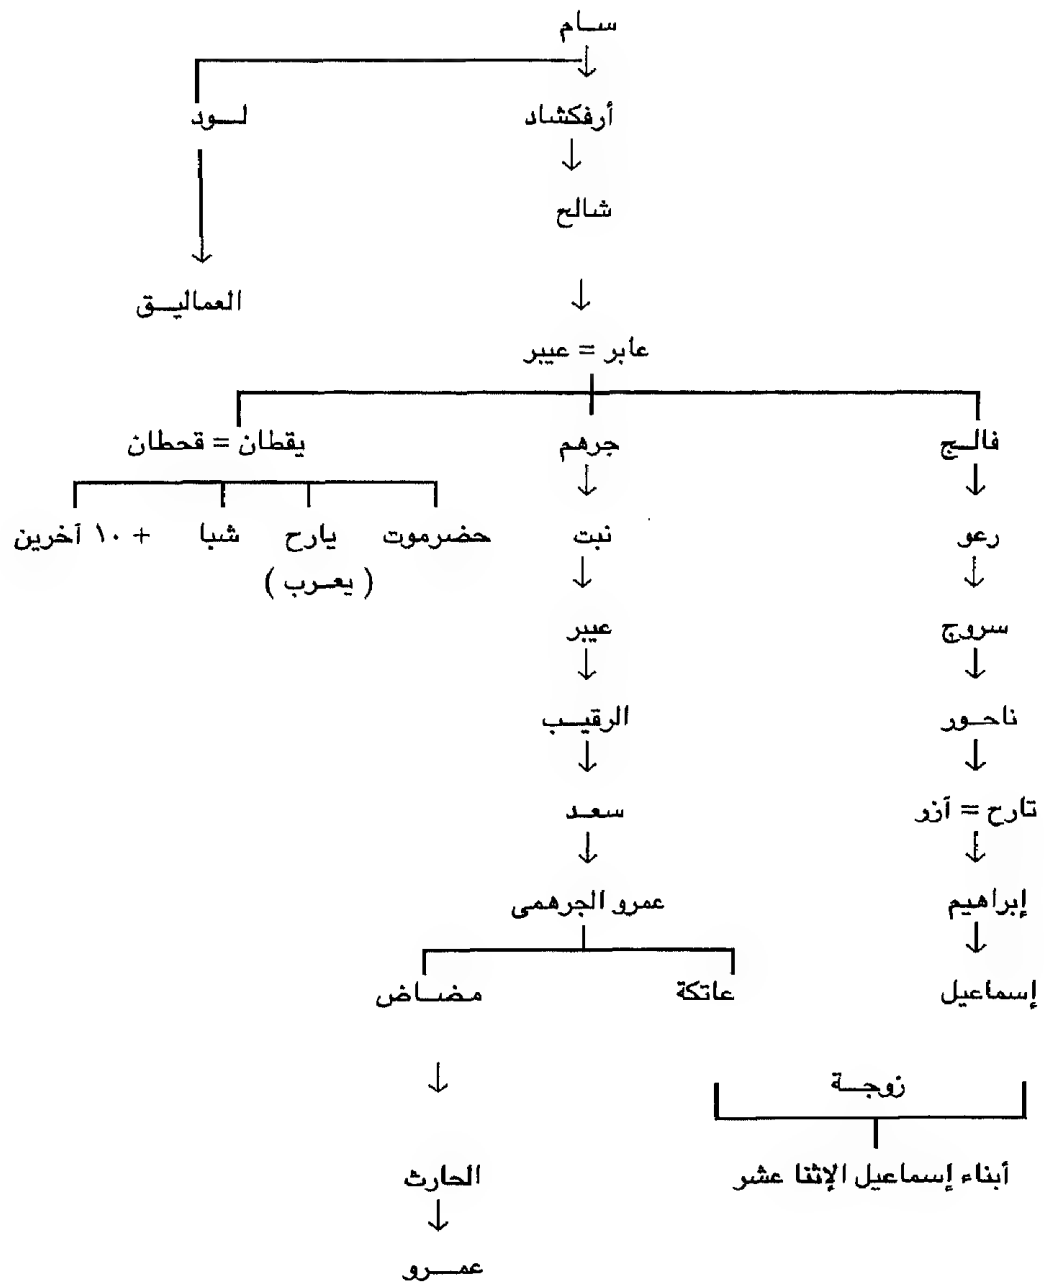 سام
أرفكشاد لود
شالح
العماليق
عابر = عيبر
فالج جرهم يقطان = قحطان
رعو نبت حضرموت يارح شبا + ١٠ آخرين
( يعرب )
سروج عيبر
ناحور الرقيب
تارح = آزو سعد
إبراهيم عمرو الجرهمى
إسماعيل عاتكة مضاض
زوجة
أبناء إسماعيل الإثنا عشر الحارث
عمرو